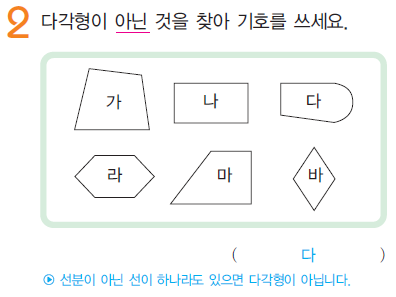 2 다각형이 아닌 것을 찾아 기호를 쓰세요.
가 나 다
라 마 바
( 다 )
▶ 선분이 아닌 선이 하나라도 있으면 다각형이 아닙니다.